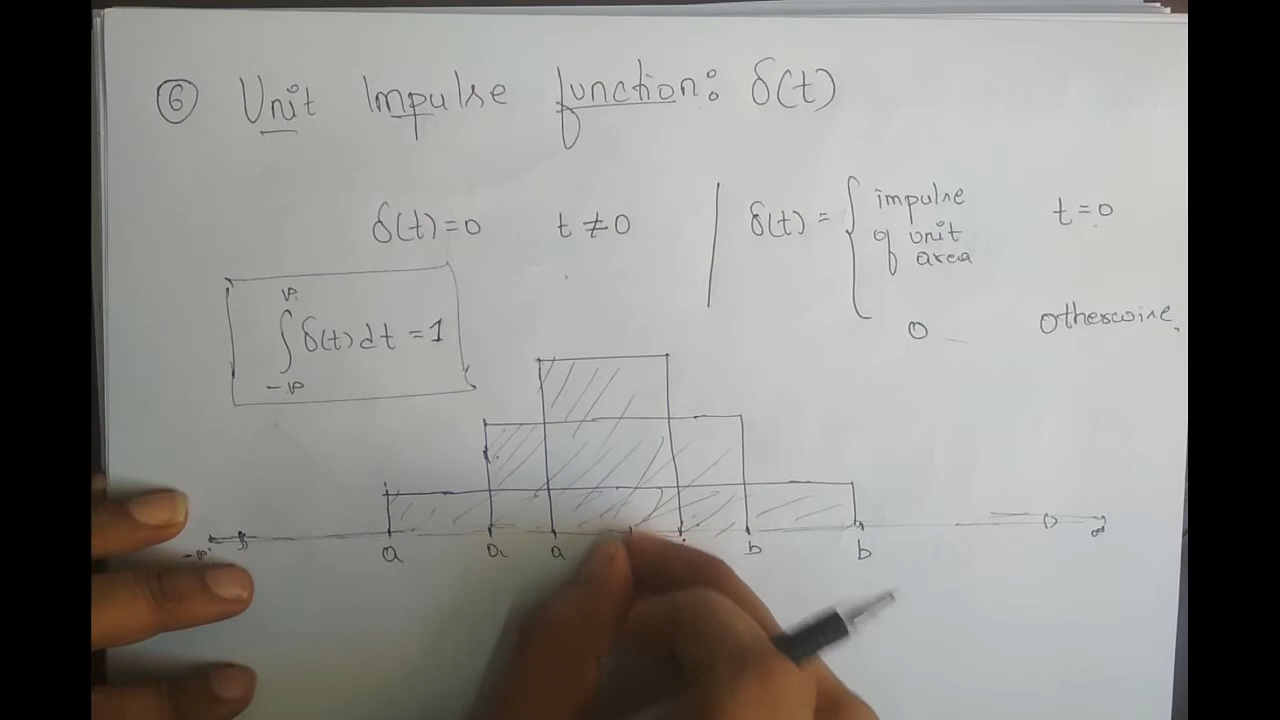 ⑥ Unit Impulse function: δ(t)
δ(t)=0 t≠0
δ(t) = { impulse of unit area t=0
0 otherwise.
∞
∫ δ(t)dt = 1
-∞
a a a b b
-∞